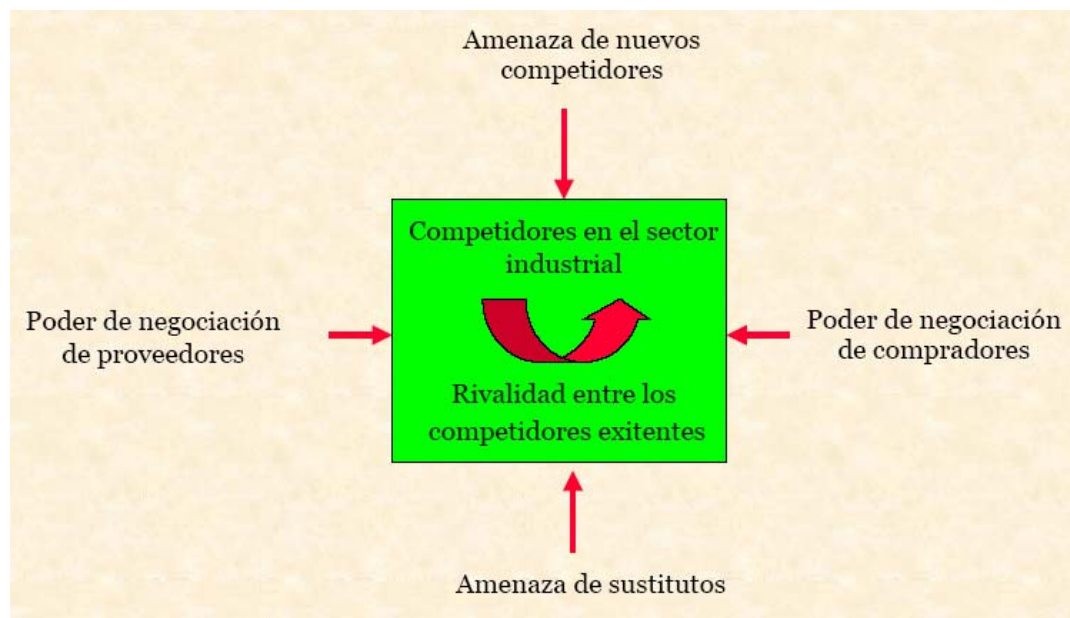 Amenaza de nuevos
competidores
Competidores en el sector
industrial
Poder de negociación
de proveedores
Poder de negociación
de compradores
Rivalidad entre los
competidores exitentes
Amenaza de sustitutos